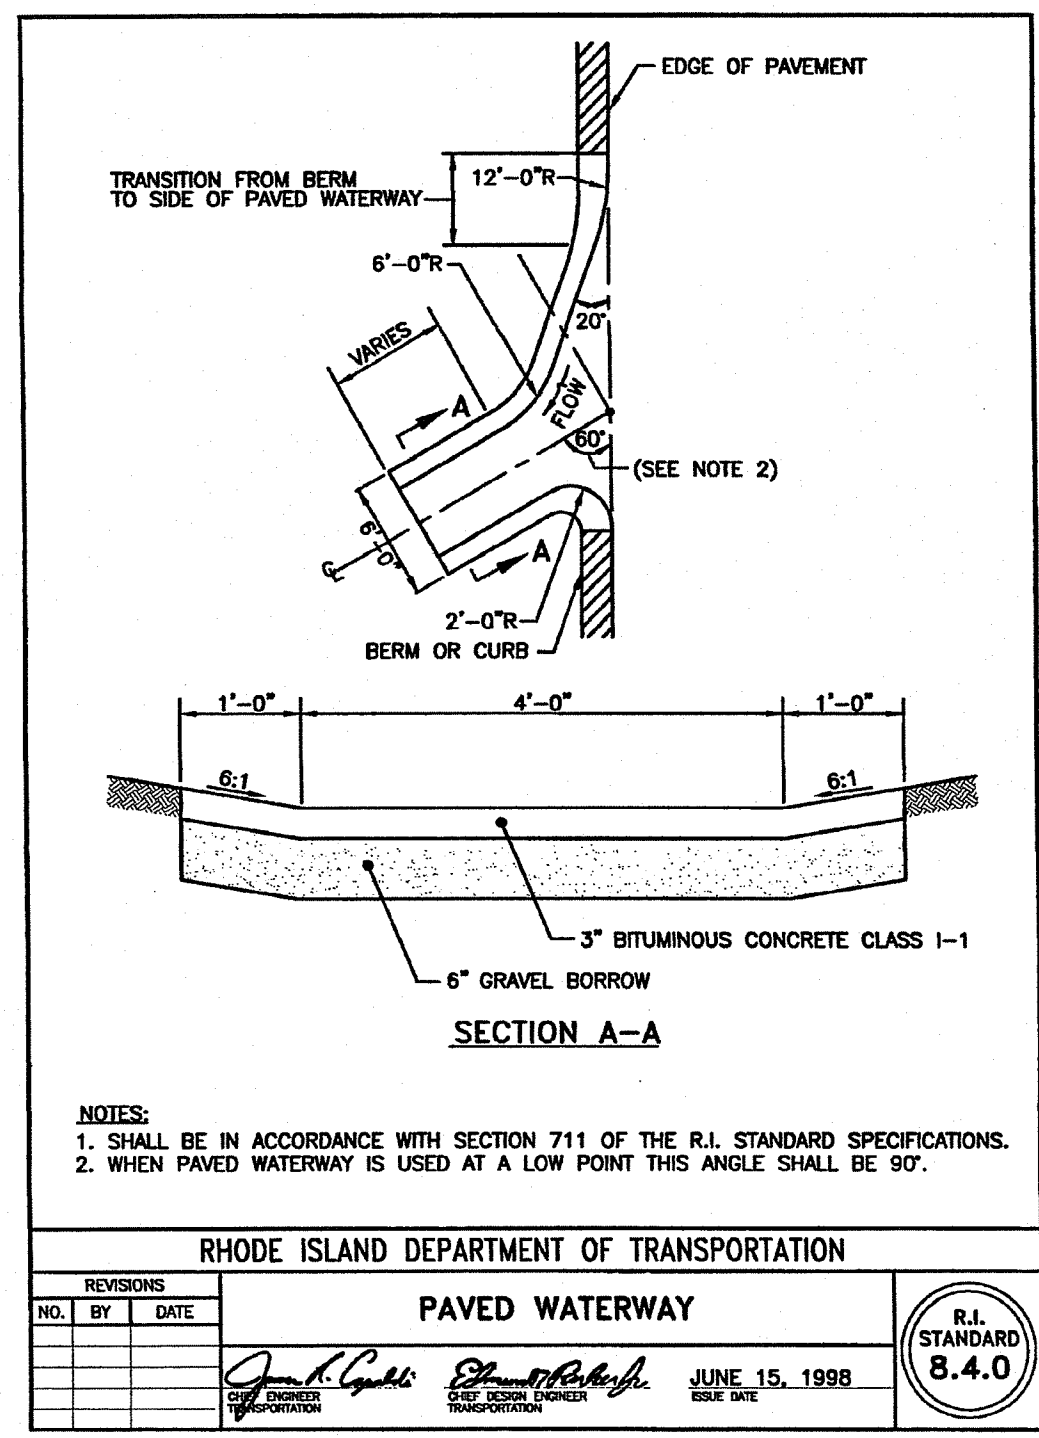 EDGE OF PAVEMENT
TRANSITION FROM BERM
TO SIDE OF PAVED WATERWAY
12'-0"R
6'-0"R
20°
VARIES
A
FLOW
60°
(SEE NOTE 2)
6'-0"
℄
A
2'-0"R
BERM OR CURB
1'-0"
4'-0"
1'-0"
6:1
6:1
3" BITUMINOUS CONCRETE CLASS I-1
6" GRAVEL BORROW
SECTION A-A
NOTES:
1. SHALL BE IN ACCORDANCE WITH SECTION 711 OF THE R.I. STANDARD SPECIFICATIONS.
2. WHEN PAVED WATERWAY IS USED AT A LOW POINT THIS ANGLE SHALL BE 90°.
RHODE ISLAND DEPARTMENT OF TRANSPORTATION
REVISIONS
NO. BY DATE
PAVED WATERWAY
CHIEF ENGINEER
TRANSPORTATION
CHIEF DESIGN ENGINEER
TRANSPORTATION
JUNE 15, 1998
ISSUE DATE
R.I.
STANDARD
8.4.0